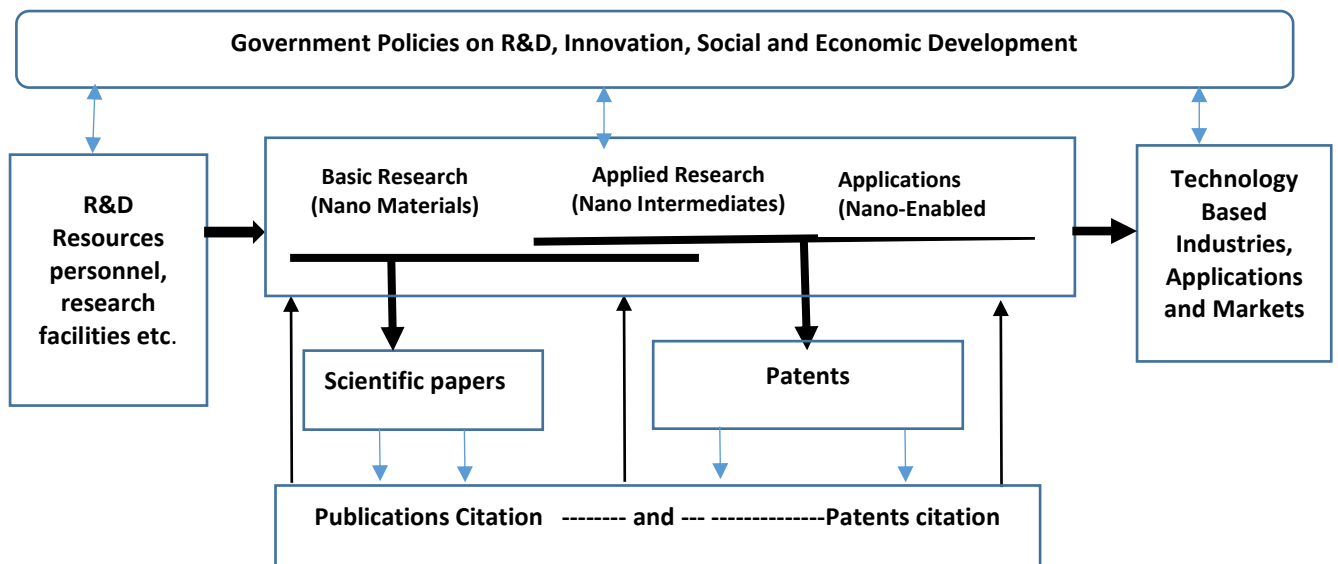 Government Policies on R&D, Innovation, Social and Economic Development
R&D
Resources
personnel,
research
facilities etc.
Basic Research
(Nano Materials)
Applied Research
(Nano Intermediates)
Applications
(Nano-Enabled
Technology
Based
Industries,
Applications
and Markets
Scientific papers
Patents
Publications Citation -------- and --- --------------Patents citation